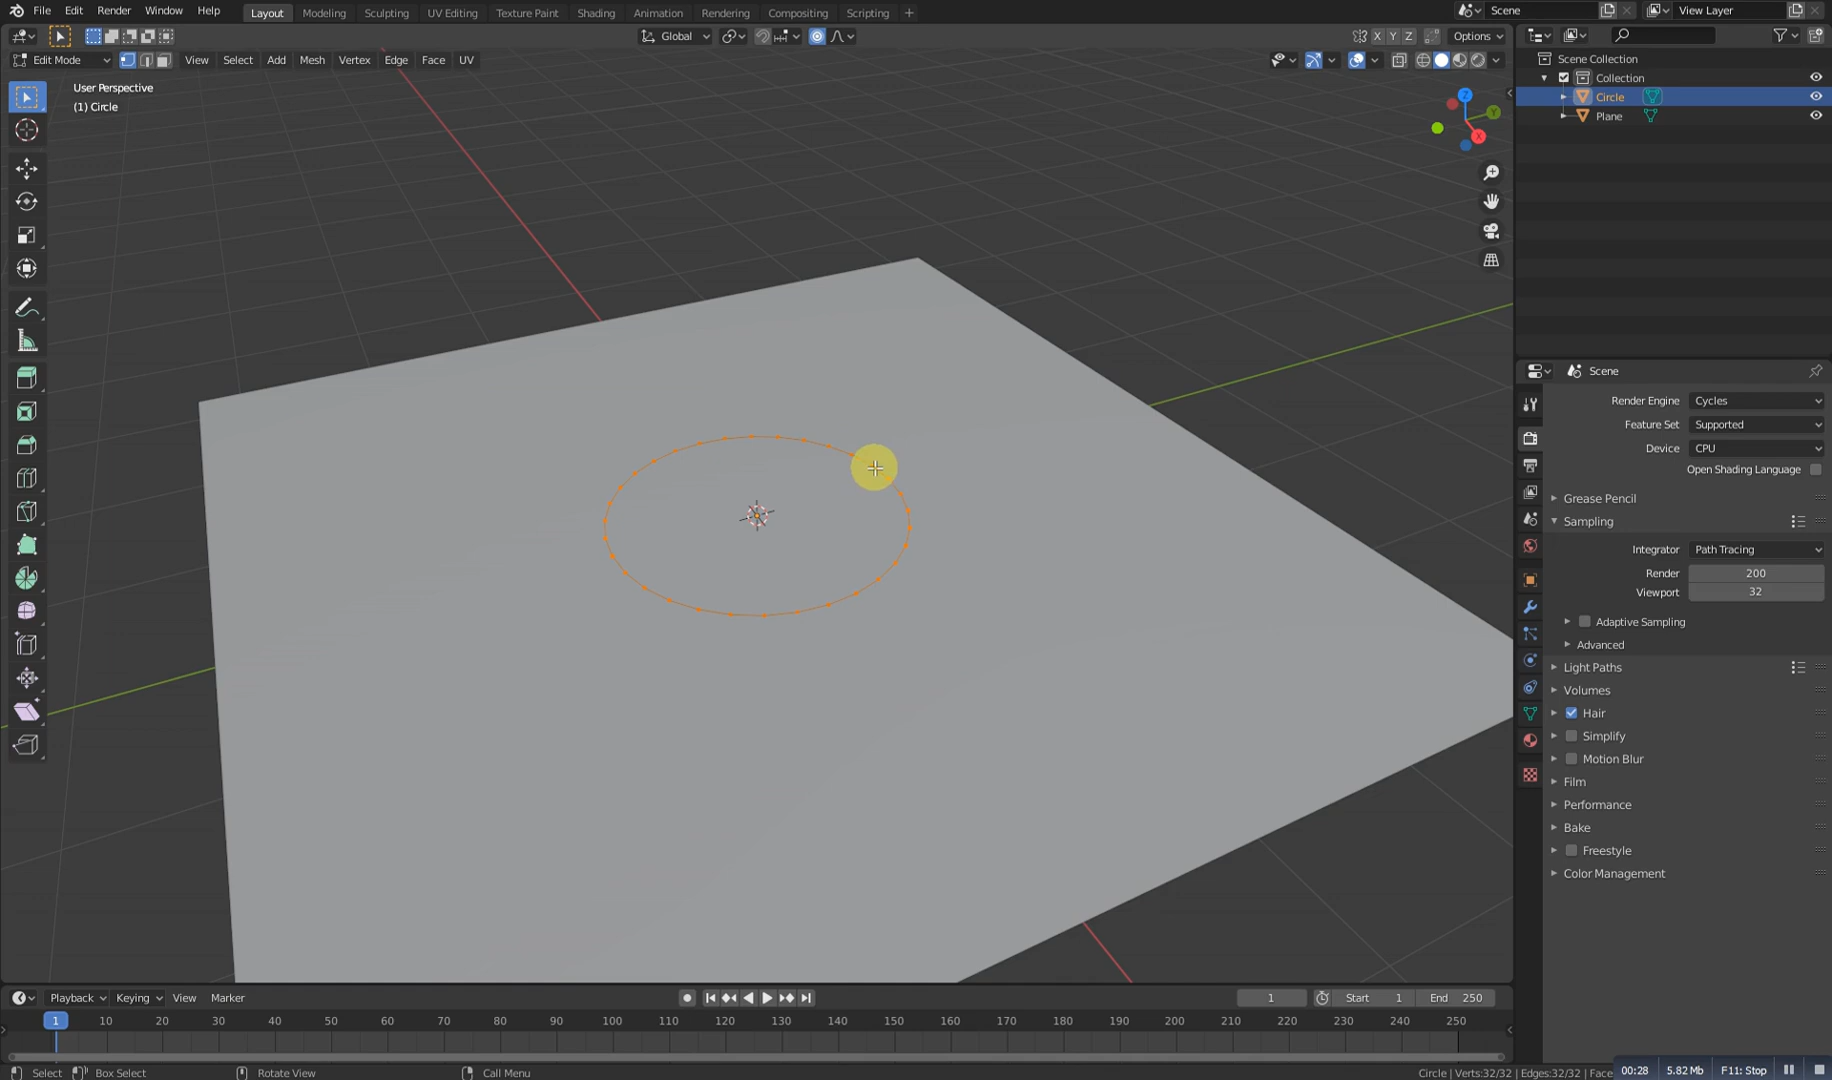 File Edit Render Window Help Layout Modeling Sculpting UV Editing Texture Paint Shading Animation Rendering Compositing Scripting + Scene View Layer
Global X Y Z Options
Edit Mode View Select Add Mesh Vertex Edge Face UV
User Perspective
(1) Circle
Z
Y
X
Scene Collection
Collection
Circle
Plane
Scene
Render Engine Cycles
Feature Set Supported
Device CPU
Open Shading Language
Grease Pencil
Sampling
Integrator Path Tracing
Render 200
Viewport 32
Adaptive Sampling
Advanced
Light Paths
Volumes
Hair
Simplify
Motion Blur
Film
Performance
Bake
Freestyle
Color Management
Playback Keying View Marker 1 Start 1 End 250
1 10 20 30 40 50 60 70 80 90 100 110 120 130 140 150 160 170 180 190 200 210 220 230 240 250
Select Box Select Rotate View Call Menu Circle | Verts:32/32 | Edges:32/32 | Face 00:28 5.82 Mb F11: Stop